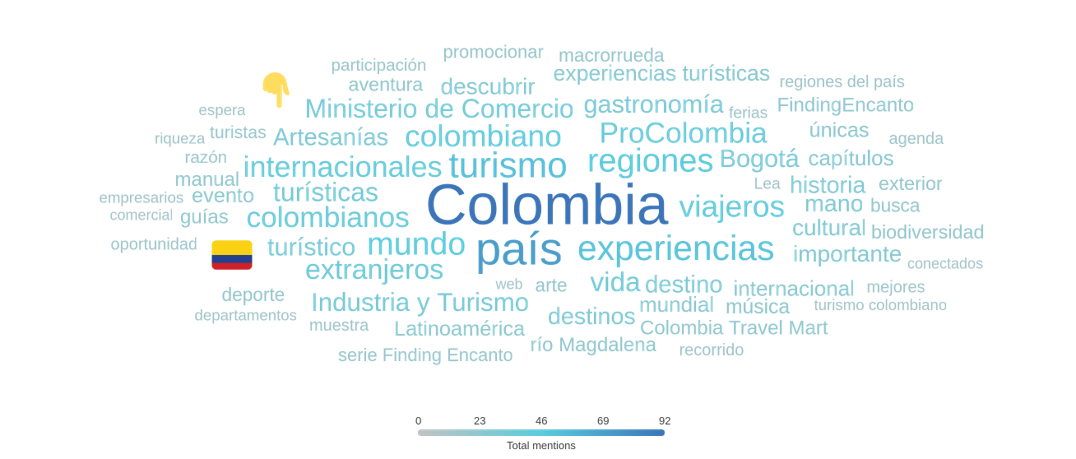 promocionar macrorrueda
participación experiencias turísticas regiones del país
aventura descubrir
espera Ministerio de Comercio gastronomía ferias FindingEncanto
riqueza turistas Artesanías colombiano ProColombia únicas agenda
razón internacionales turismo regiones Bogotá capítulos
manual Lea historia exterior
empresarios evento turísticas Colombia viajeros mano busca
comercial guías colombianos cultural biodiversidad
oportunidad turístico mundo país experiencias importante conectados
extranjeros
web arte vida destino internacional mejores
deporte Industria y Turismo mundial música turismo colombiano
departamentos muestra Latinoamérica destinos Colombia Travel Mart
serie Finding Encanto río Magdalena recorrido
0 23 46 69 92
Total mentions